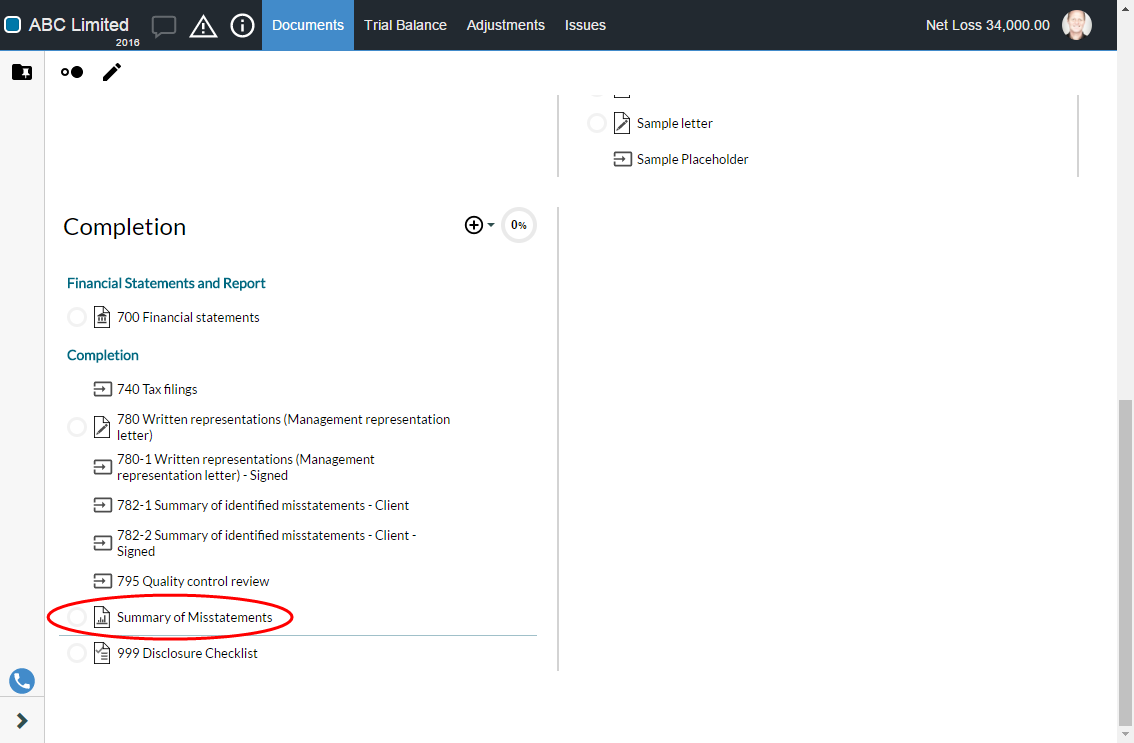 ABC Limited
2016
Documents
Trial Balance
Adjustments
Issues
Net Loss 34,000.00
Sample letter
Sample Placeholder
Completion
0%
Financial Statements and Report
700 Financial statements
Completion
740 Tax filings
780 Written representations (Management representation
letter)
780-1 Written representations (Management
representation letter) - Signed
782-1 Summary of identified misstatements - Client
782-2 Summary of identified misstatements - Client -
Signed
795 Quality control review
Summary of Misstatements
999 Disclosure Checklist